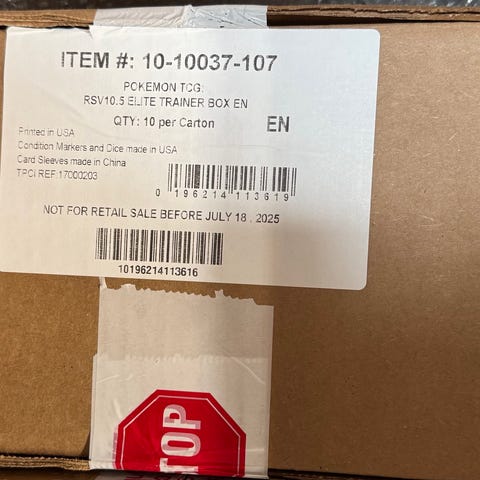 ITEM #: 10-10037-107
POKEMON TCG:
RSV10.5 ELITE TRAINER BOX EN
QTY: 10 per Carton
EN
Printed in USA
Condition Markers and Dice made in USA
Card Sleeves made in China
TPCI REF:17000203
0 196214 113619
NOT FOR RETAIL SALE BEFORE JULY 18, 2025
10196214113616
TOP